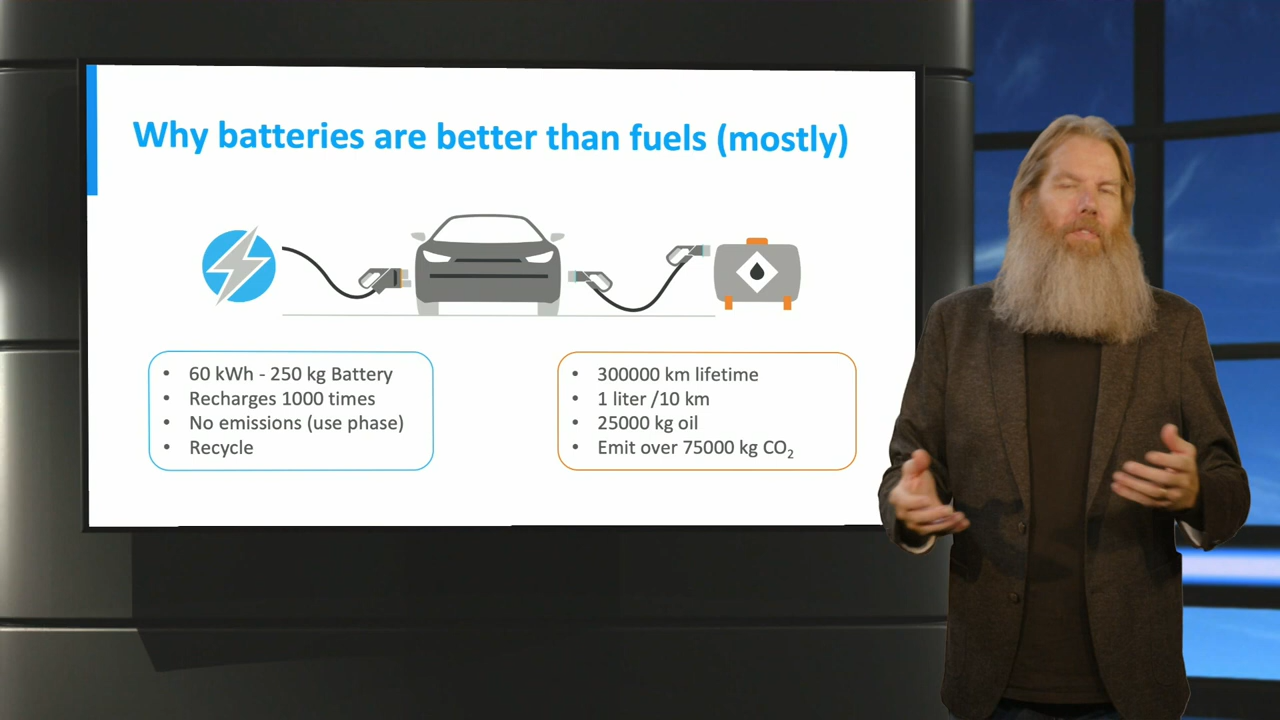 Why batteries are better than fuels (mostly)
• 60 kWh - 250 kg Battery
• Recharges 1000 times
• No emissions (use phase)
• Recycle
• 300000 km lifetime
• 1 liter /10 km
• 25000 kg oil
• Emit over 75000 kg CO₂